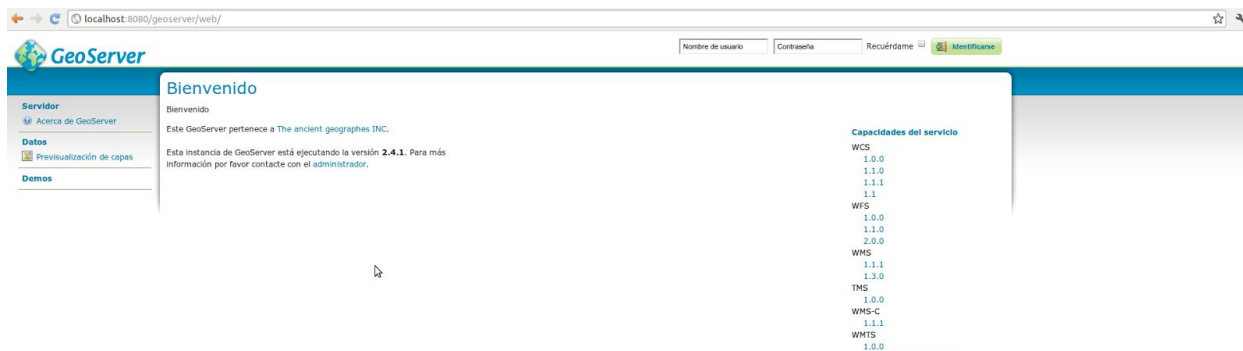 localhost:8080/geoserver/web/
GeoServer
Nombre de usuario
Contraseña
Recuérdame
Identificarse
Servidor
Acerca de GeoServer
Datos
Previsualización de capas
Demos
Bienvenido
Bienvenido
Este GeoServer pertenece a The ancient geographes INC.
Esta instancia de GeoServer está ejecutando la versión 2.4.1. Para más
información por favor contacte con el administrador.
Capacidades del servicio
WCS
1.0.0
1.1.0
1.1.1
1.1
WFS
1.0.0
1.1.0
2.0.0
WMS
1.1.1
1.3.0
TMS
1.0.0
WMS-C
1.1.1
WMTS
1.0.0